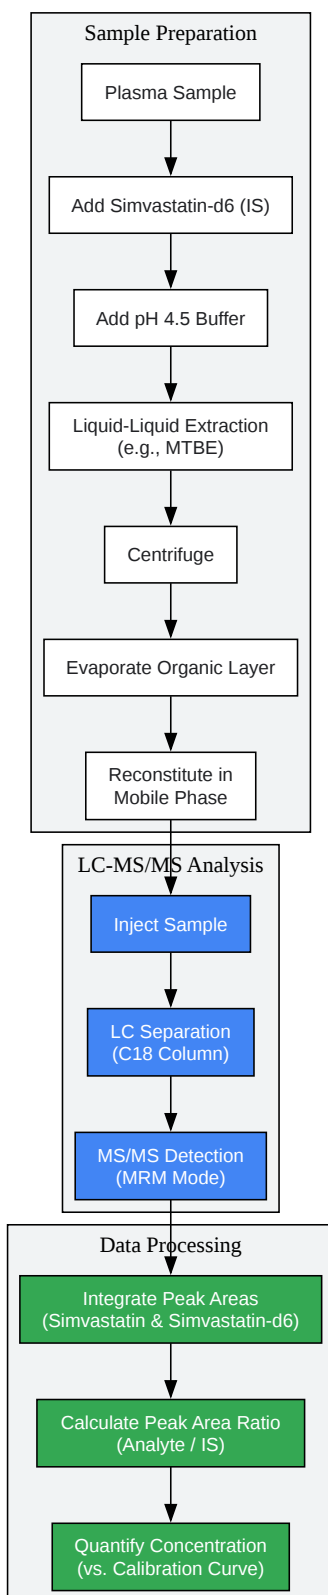 Sample Preparation
Plasma Sample
Add Simvastatin-d6 (IS)
Add pH 4.5 Buffer
Liquid-Liquid Extraction
(e.g., MTBE)
Centrifuge
Evaporate Organic Layer
Reconstitute in
Mobile Phase
LC-MS/MS Analysis
Inject Sample
LC Separation
(C18 Column)
MS/MS Detection
(MRM Mode)
Data Processing
Integrate Peak Areas
(Simvastatin & Simvastatin-d6)
Calculate Peak Area Ratio
(Analyte / IS)
Quantify Concentration
(vs. Calibration Curve)